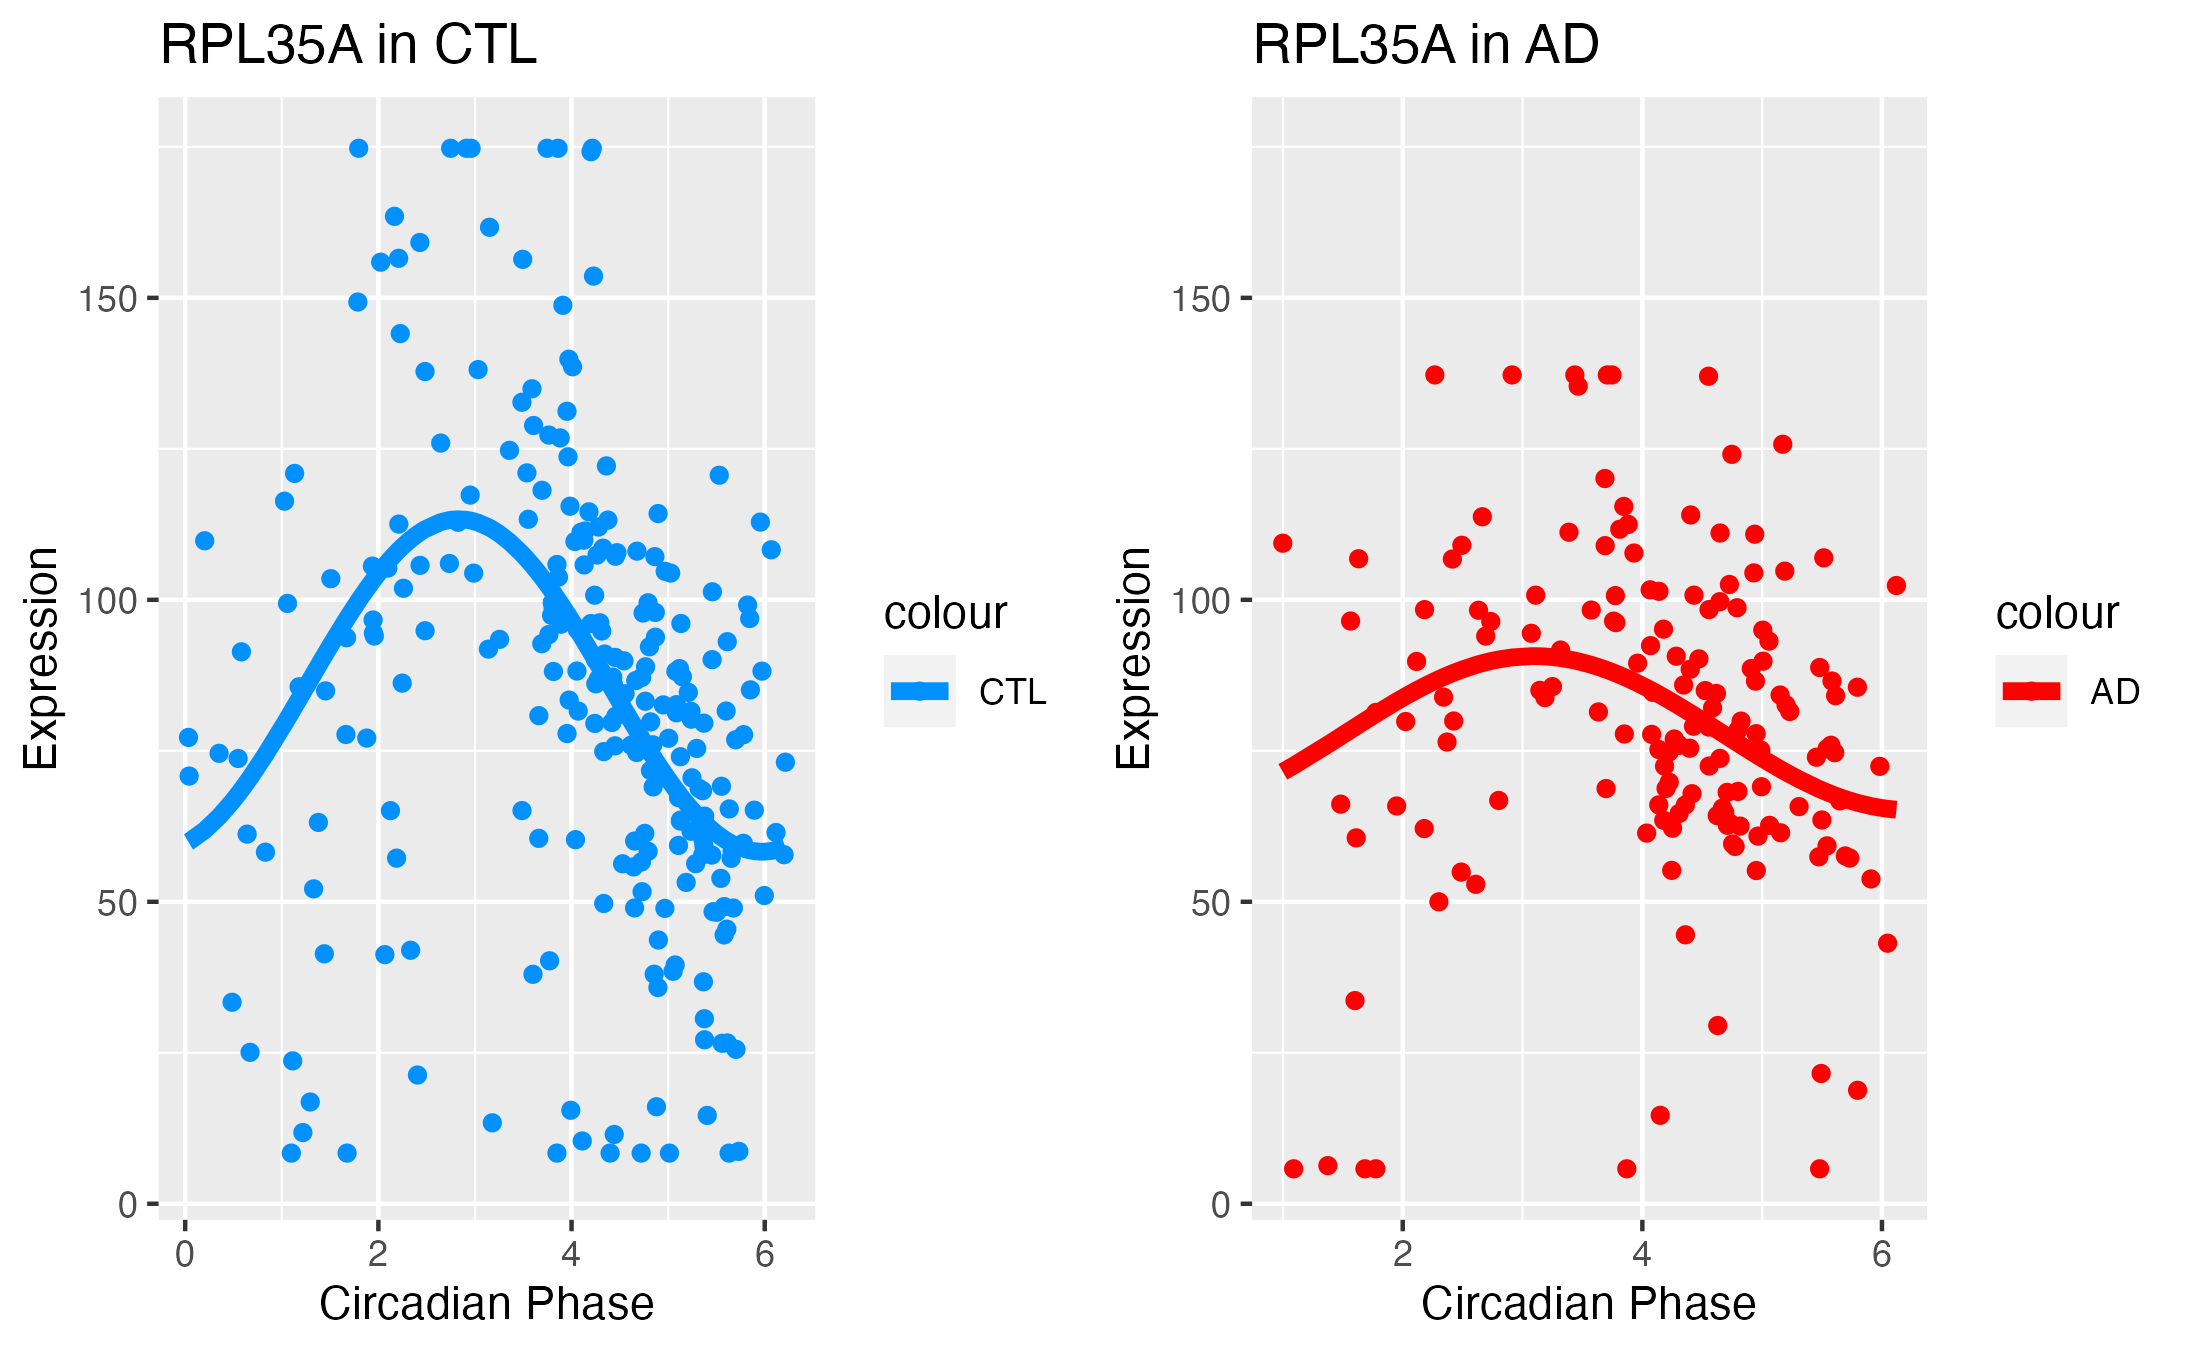 RPL35A in CTL
Expression
150
100
50
0
0 2 4 6
Circadian Phase
colour
CTL
RPL35A in AD
Expression
150
100
50
0
2 4 6
Circadian Phase
colour
AD